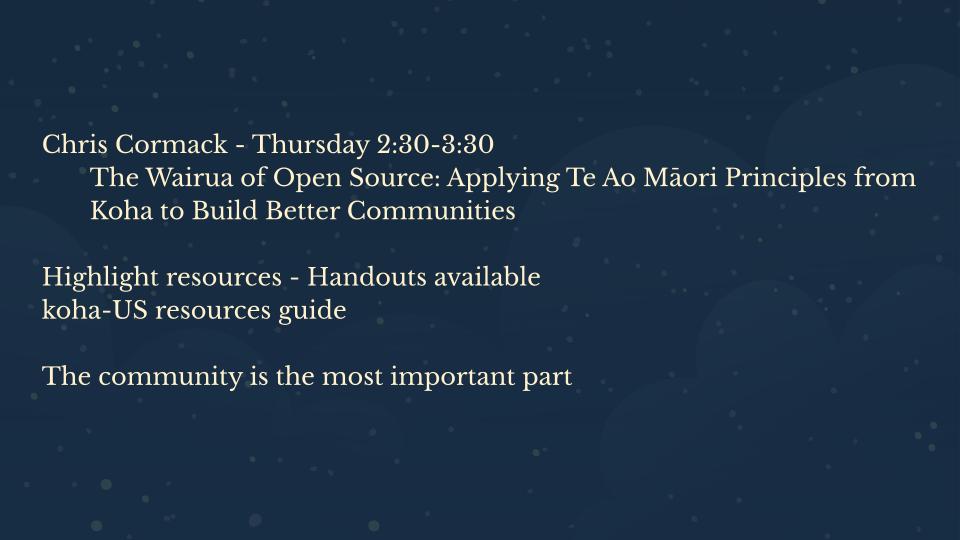 Chris Cormack - Thursday 2:30-3:30
The Wairua of Open Source: Applying Te Ao Māori Principles from
Koha to Build Better Communities
Highlight resources - Handouts available
koha-US resources guide
The community is the most important part